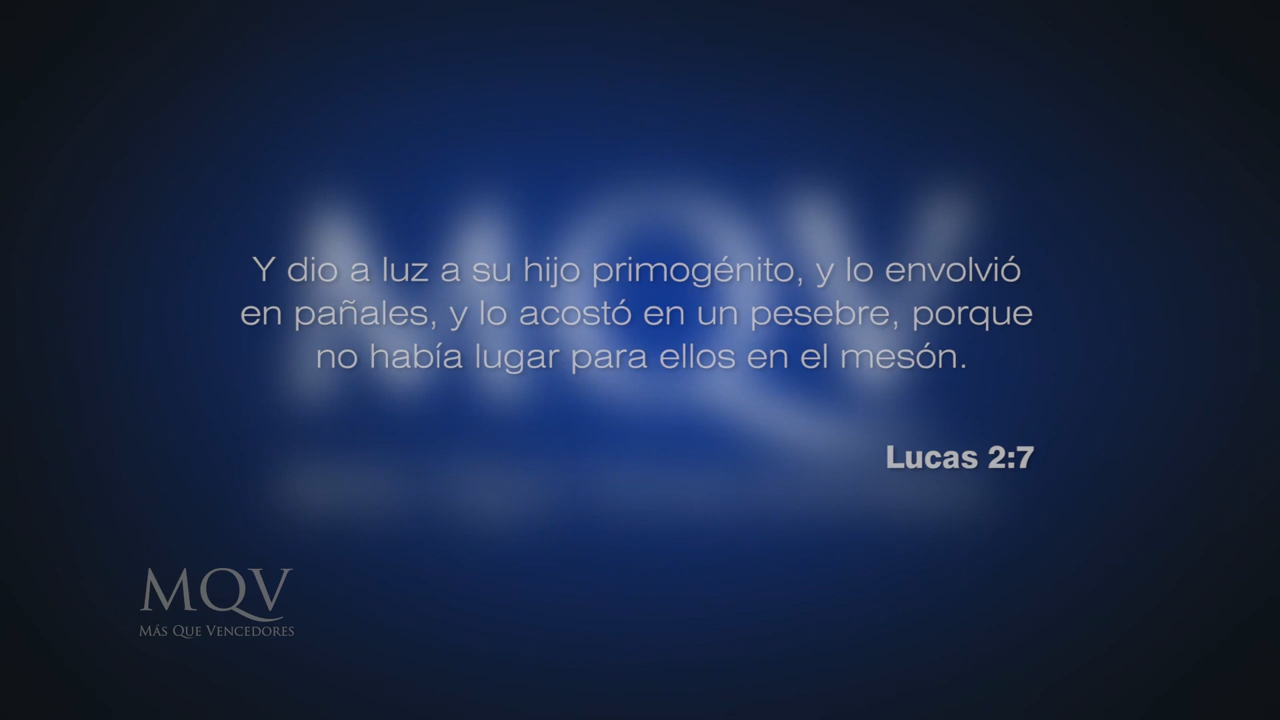 Y dio a luz a su hijo primogénito, y lo envolvió
en pañales, y lo acostó en un pesebre, porque
no había lugar para ellos en el mesón.
Lucas 2:7
MQV
MÁS QUE VENCEDORES